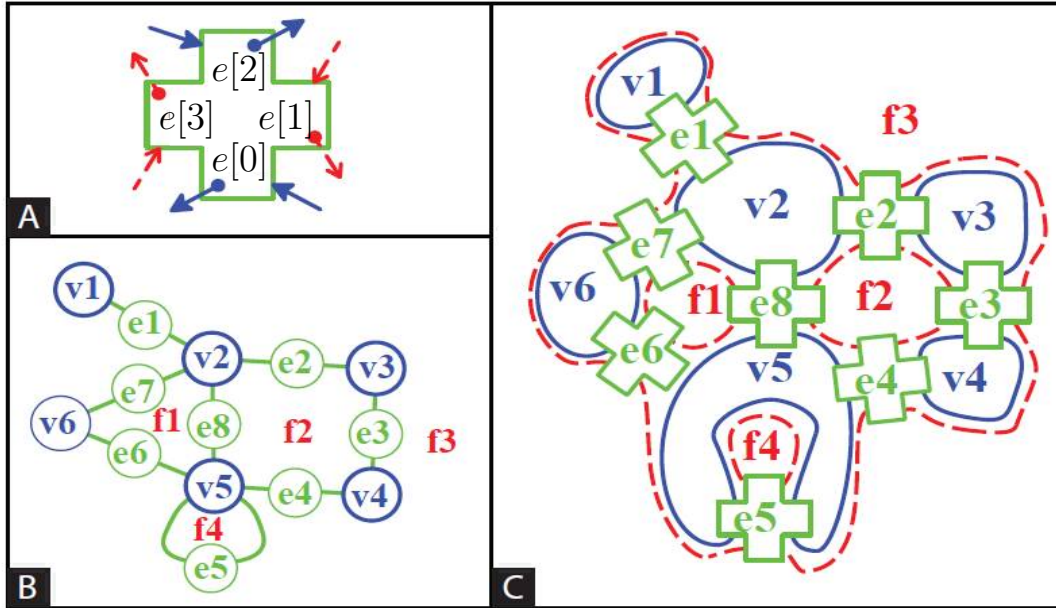 e[2]
e[3] e[1]
e[0]
A
v1
e1
v2 e2 v3
e7
v6 f1 e8 f2 e3 f3
e6
v5 e4 v4
f4
e5
B
v1
f3
e1
v2 e2 v3
e7
v6 f1 e8 f2 e3
e6
v5 e4 v4
f4
e5
C